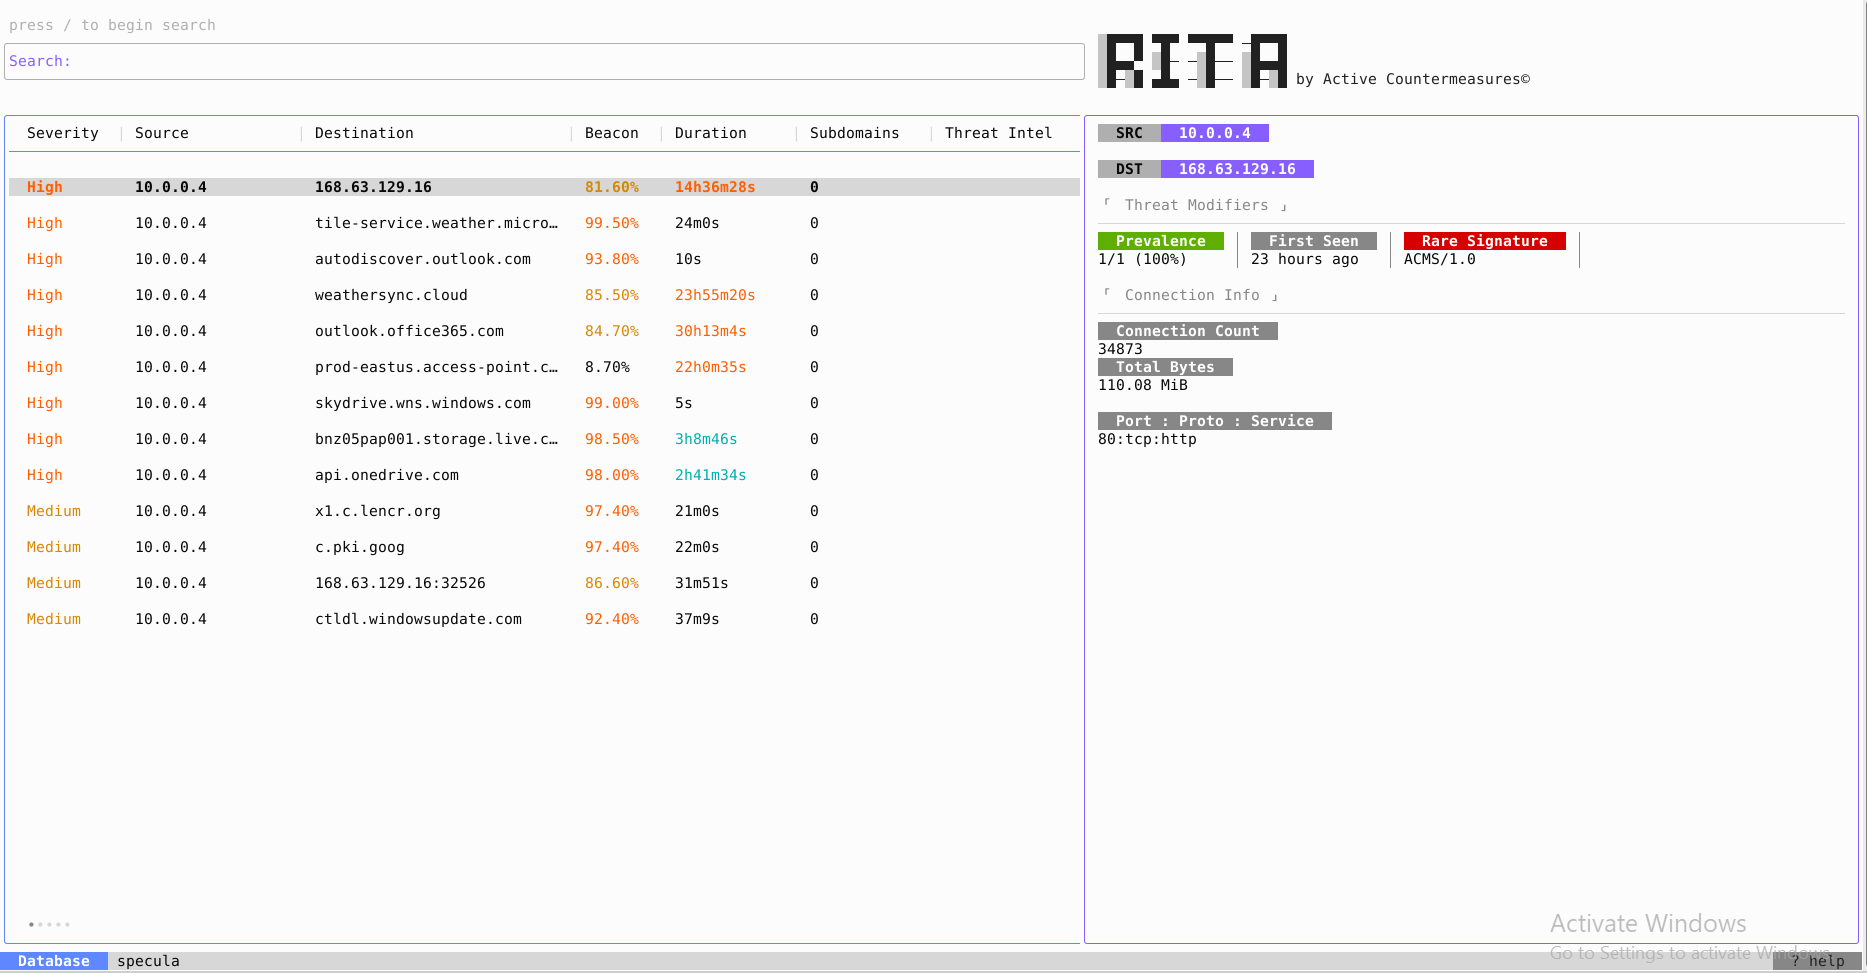 press / to begin search
Search:
RITA by Active Countermeasures©
Severity Source Destination Beacon Duration Subdomains Threat Intel
High 10.0.0.4 168.63.129.16 81.60% 14h36m28s 0
High 10.0.0.4 tile-service.weather.micro… 99.50% 24m0s 0
High 10.0.0.4 autodiscover.outlook.com 93.80% 10s 0
High 10.0.0.4 weathersync.cloud 85.50% 23h55m20s 0
High 10.0.0.4 outlook.office365.com 84.70% 30h13m4s 0
High 10.0.0.4 prod-eastus.access-point.c… 8.70% 22h0m35s 0
High 10.0.0.4 skydrive.wns.windows.com 99.00% 5s 0
High 10.0.0.4 bnz05pap001.storage.live.c… 98.50% 3h8m46s 0
High 10.0.0.4 api.onedrive.com 98.00% 2h41m34s 0
Medium 10.0.0.4 x1.c.lencr.org 97.40% 21m0s 0
Medium 10.0.0.4 c.pki.goog 97.40% 22m0s 0
Medium 10.0.0.4 168.63.129.16:32526 86.60% 31m51s 0
Medium 10.0.0.4 ctldl.windowsupdate.com 92.40% 37m9s 0
SRC 10.0.0.4
DST 168.63.129.16
「 Threat Modifiers 」
Prevalence First Seen Rare Signature
1/1 (100%) 23 hours ago ACMS/1.0
「 Connection Info 」
Connection Count
34873
Total Bytes
110.08 MiB
Port : Proto : Service
80:tcp:http
Activate Windows
Go to Settings to activate Windows.
Database specula ? help